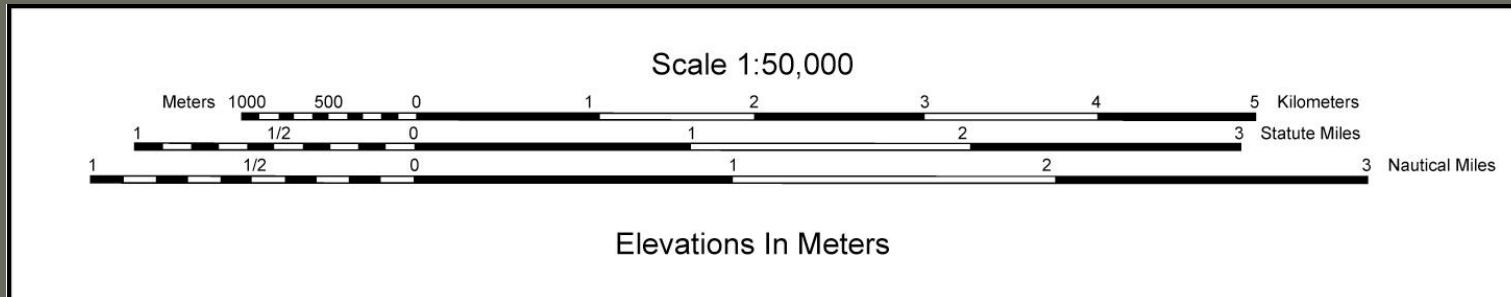 Scale 1:50,000
Meters 1000 500 0 1 2 3 4 5 Kilometers
1 1/2 0 1 2 3 Statute Miles
1 1/2 0 1 2 3 Nautical Miles
Elevations In Meters